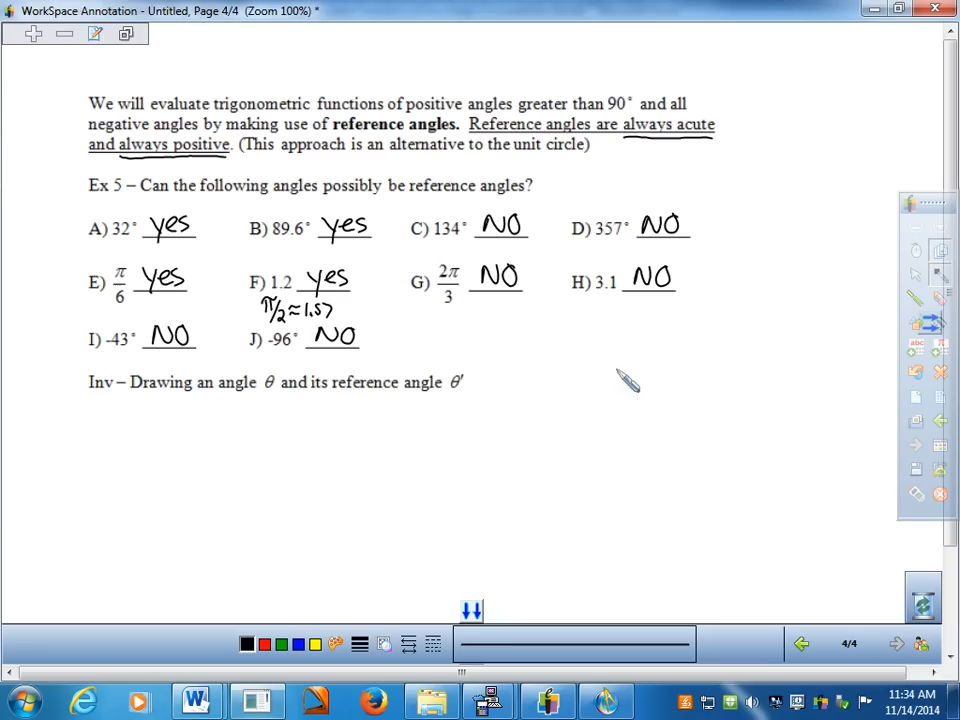 WorkSpace Annotation - Untitled, Page 4/4 (Zoom 100%) *
We will evaluate trigonometric functions of positive angles greater than 90° and all
negative angles by making use of reference angles. Reference angles are always acute
and always positive. (This approach is an alternative to the unit circle)
Ex 5 – Can the following angles possibly be reference angles?
A) 32° yes B) 89.6° yes C) 134° NO D) 357° NO
E) π/6 yes F) 1.2 yes G) 2π/3 NO H) 3.1 NO
π/2 ≈ 1.57
I) -43° NO J) -96° NO
Inv – Drawing an angle θ and its reference angle θ′
abc π
4/4
11:34 AM
11/14/2014